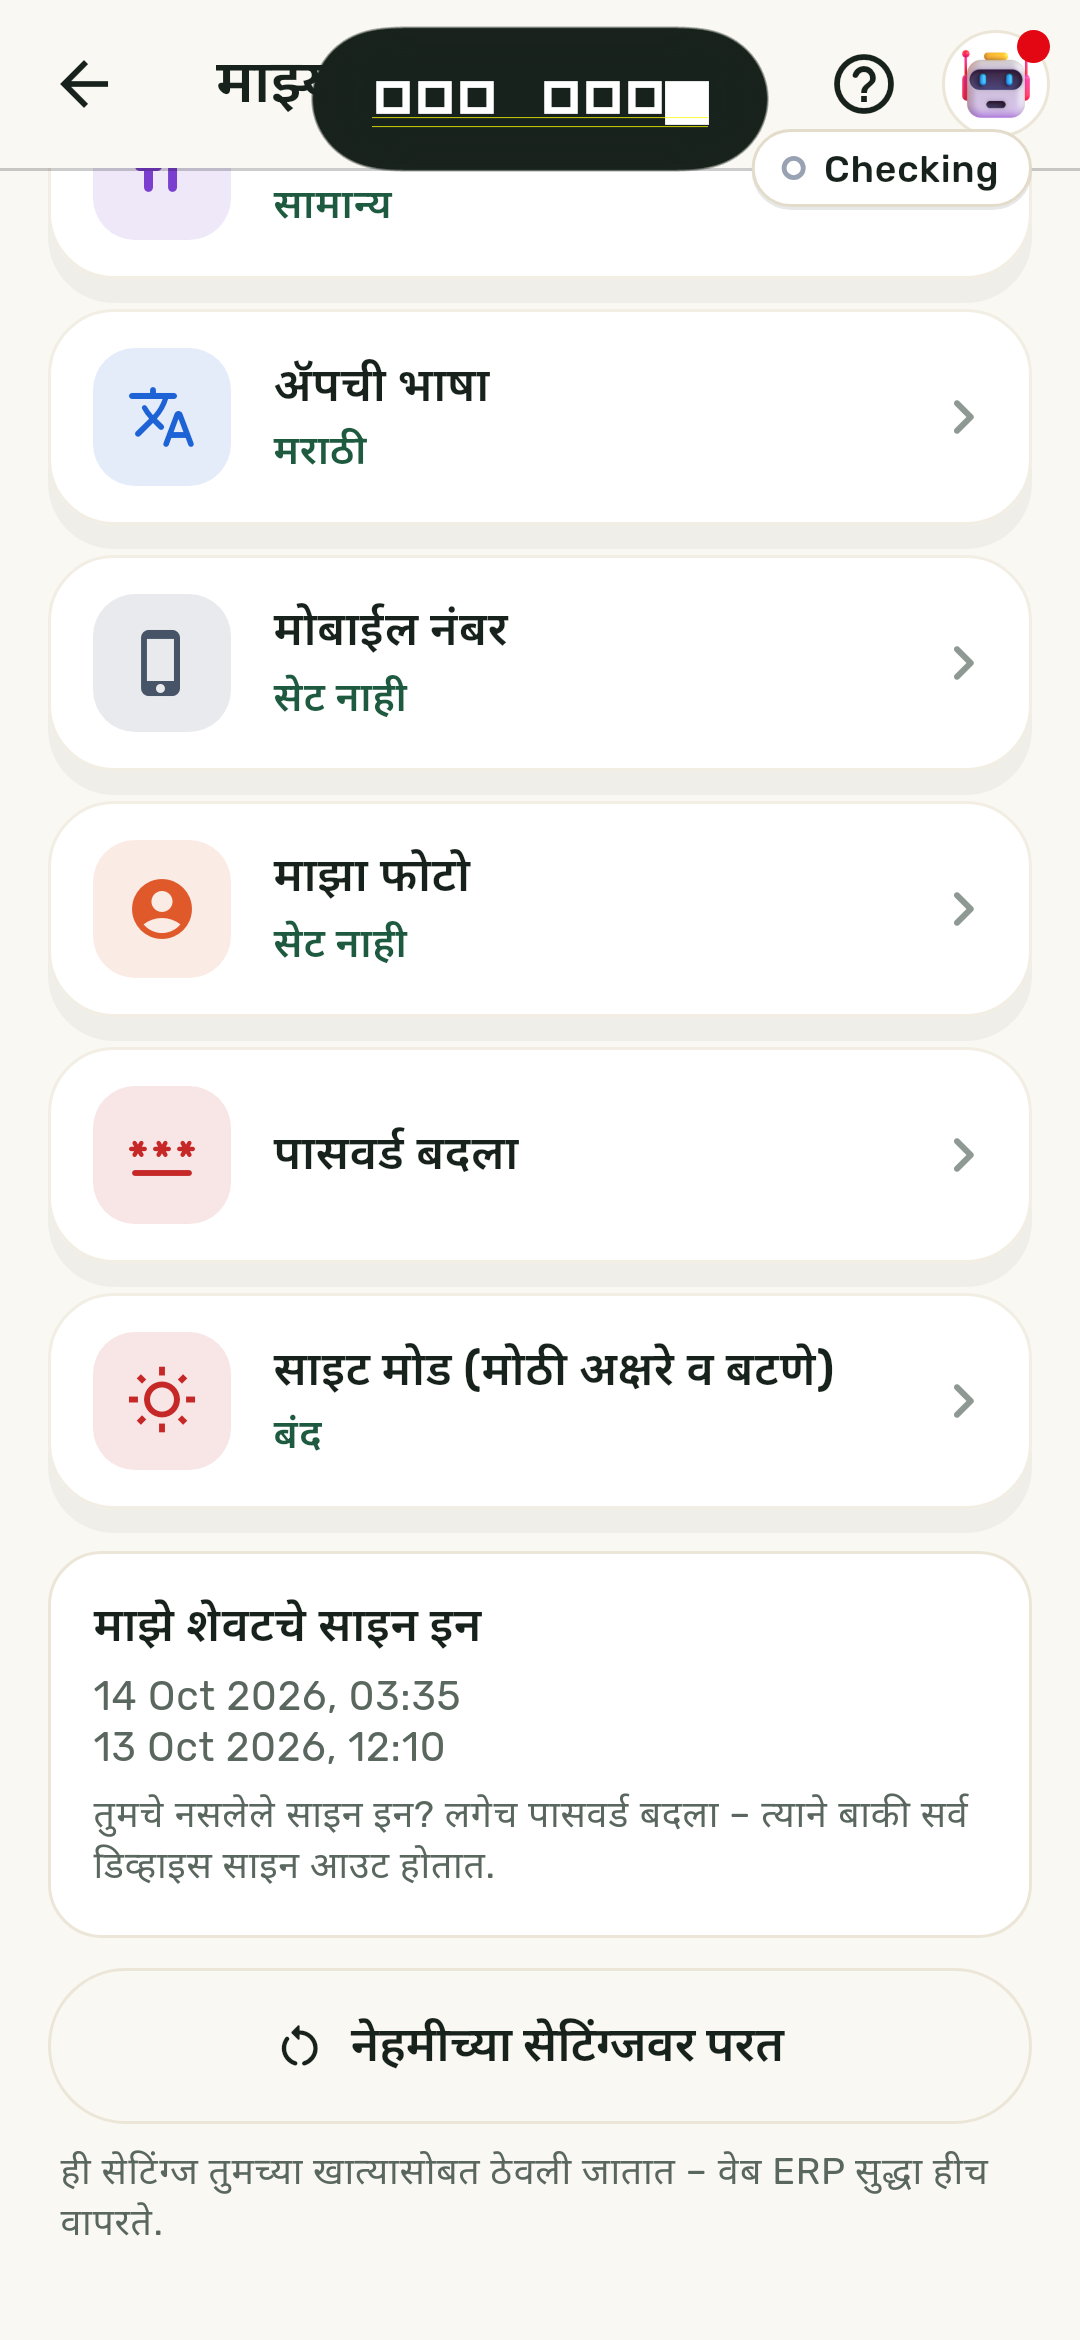 Checking
सामान्य
ॲपची भाषा
मराठी
मोबाईल नंबर
सेट नाही
माझा फोटो
सेट नाही
पासवर्ड बदला
साइट मोड (मोठी अक्षरे व बटणे)
बंद
माझे शेवटचे साइन इन
14 Oct 2026, 03:35
13 Oct 2026, 12:10
तुमचे नसलेले साइन इन? लगेच पासवर्ड बदला – त्याने बाकी सर्व
डिव्हाइस साइन आउट होतात.
नेहमीच्या सेटिंग्जवर परत
ही सेटिंग्ज तुमच्या खात्यासोबत ठेवली जातात – वेब ERP सुद्धा हीच
वापरते.